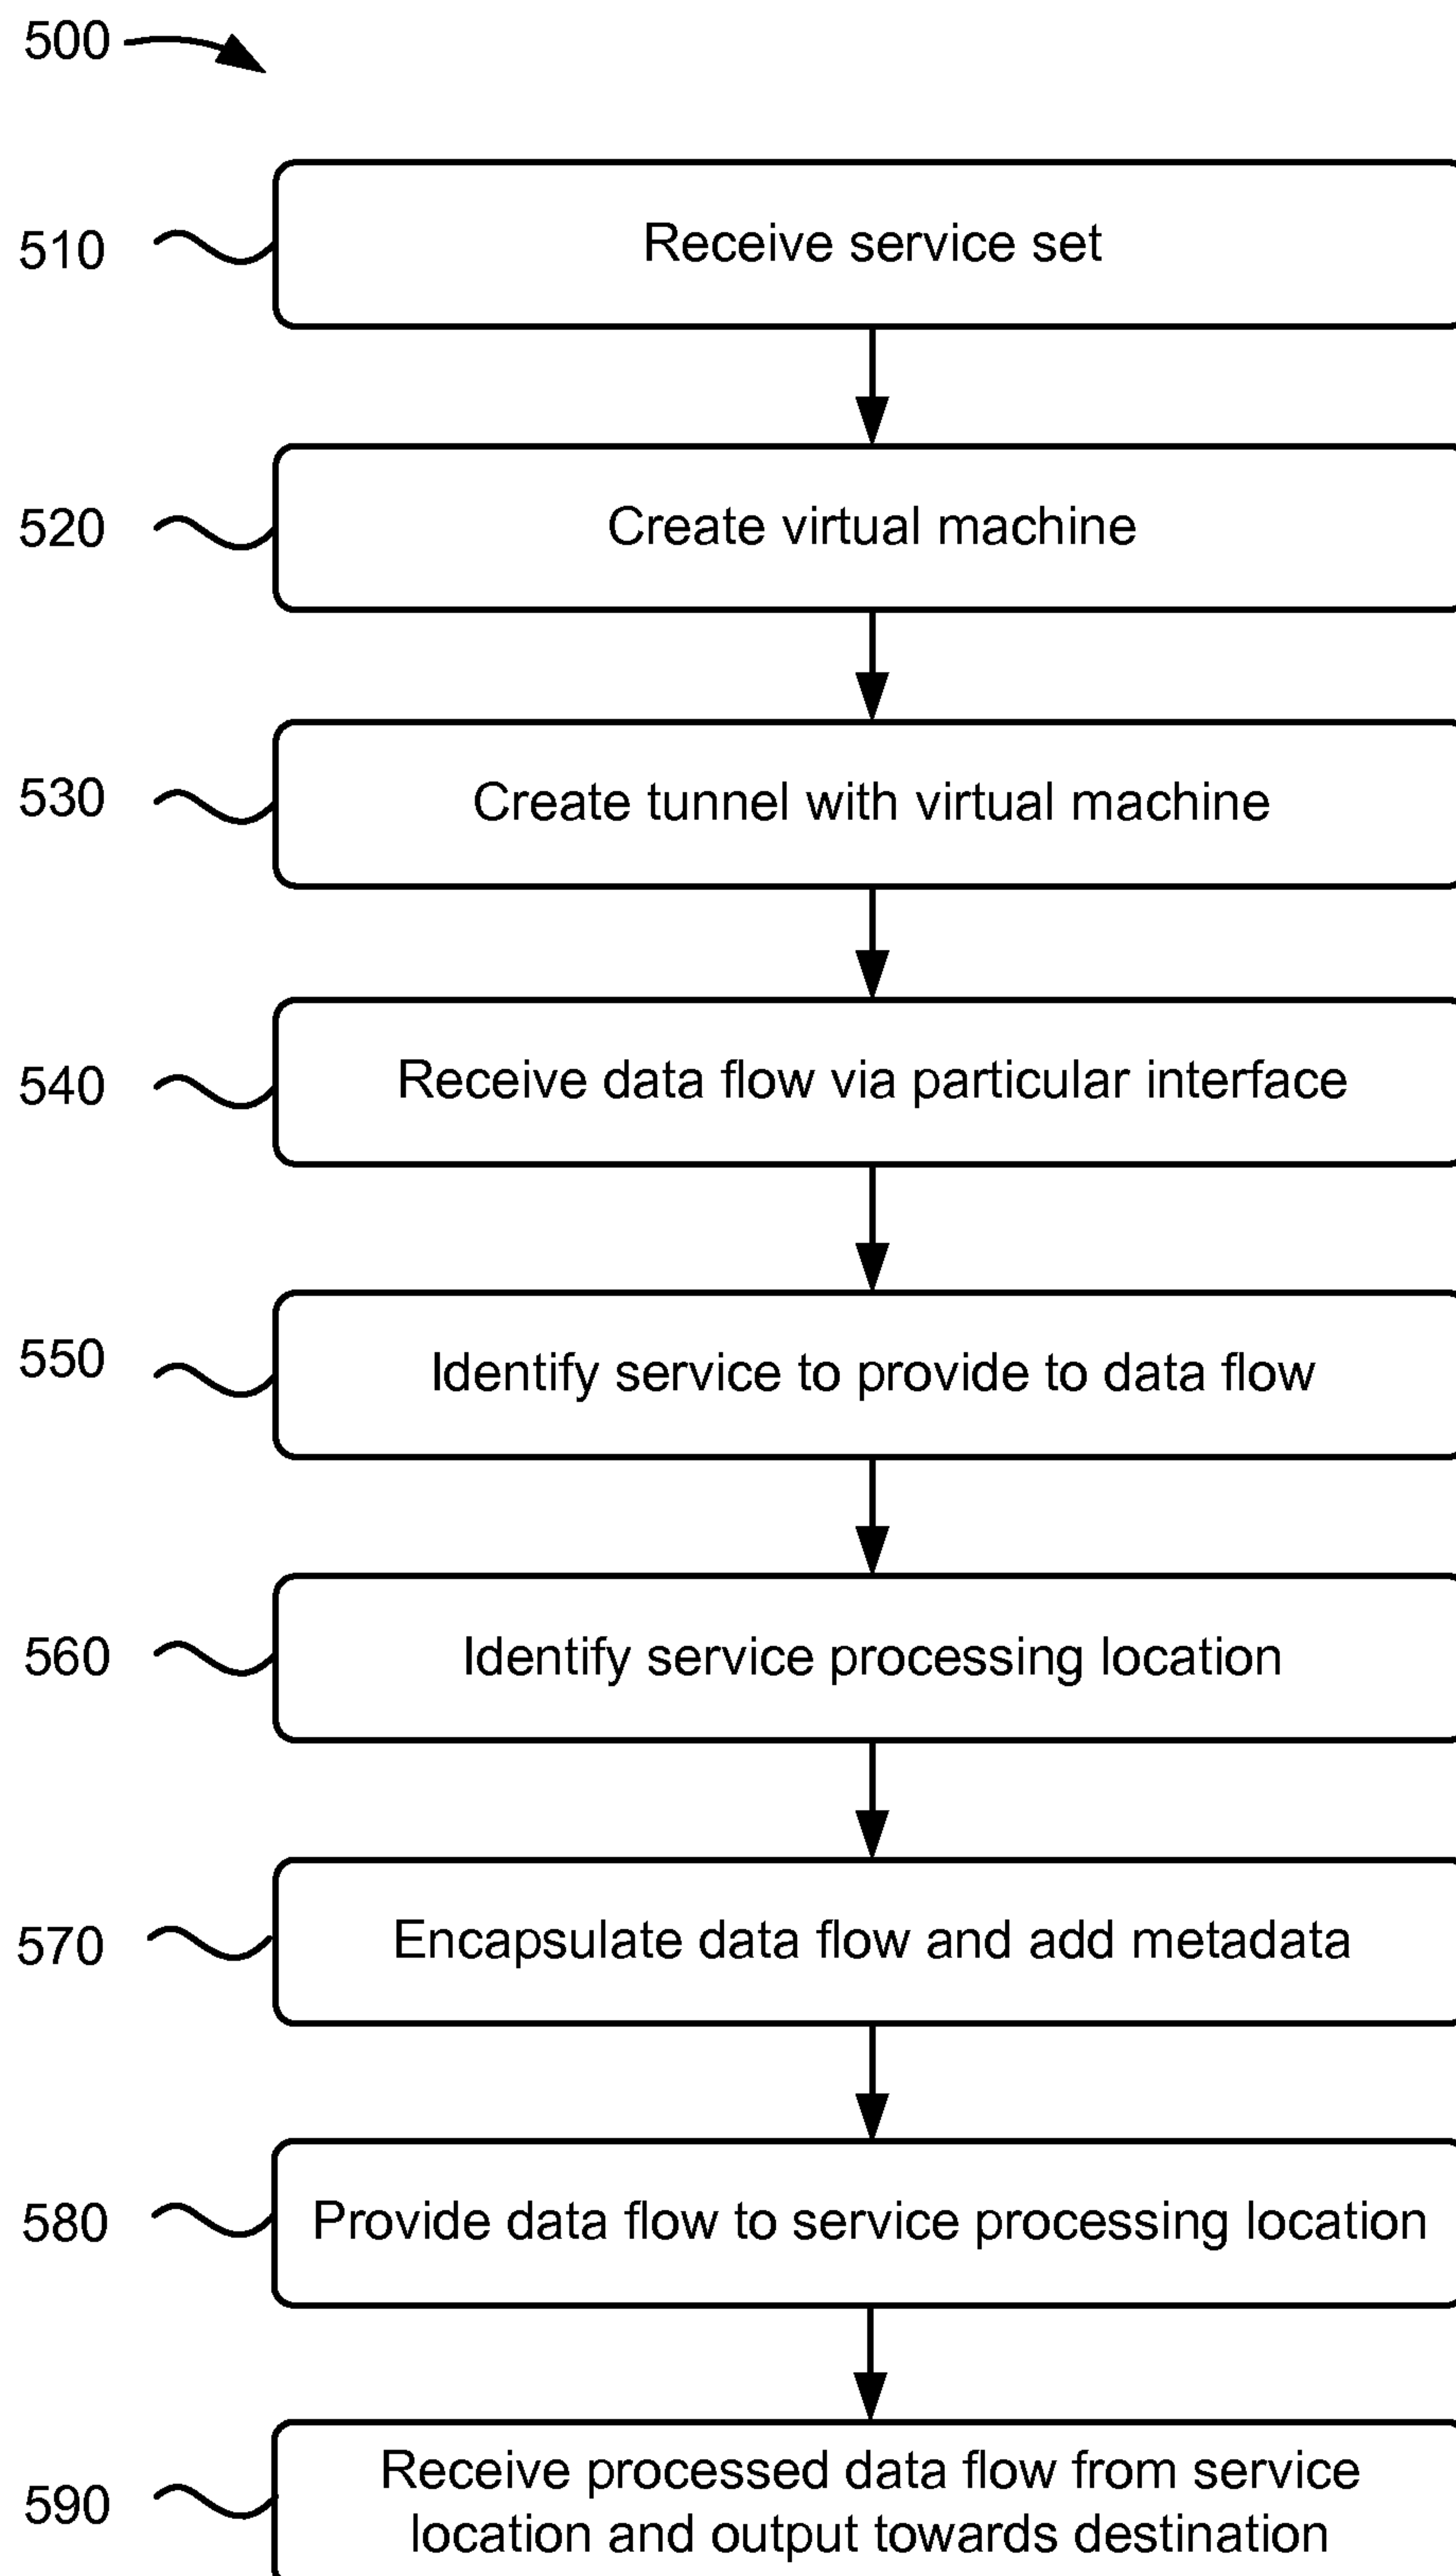 500
510
Receive service set
520
Create virtual machine
530
Create tunnel with virtual machine
540
Receive data flow via particular interface
550
Identify service to provide to data flow
560
Identify service processing location
570
Encapsulate data flow and add metadata
580
Provide data flow to service processing location
590
Receive processed data flow from service
location and output towards destination